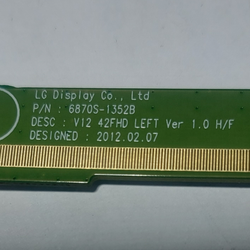 LG Display Co., Ltd
P/N : 6870S-1352B
DESC : V12 42FHD LEFT Ver 1.0 H/F
DESIGNED : 2012.02.07